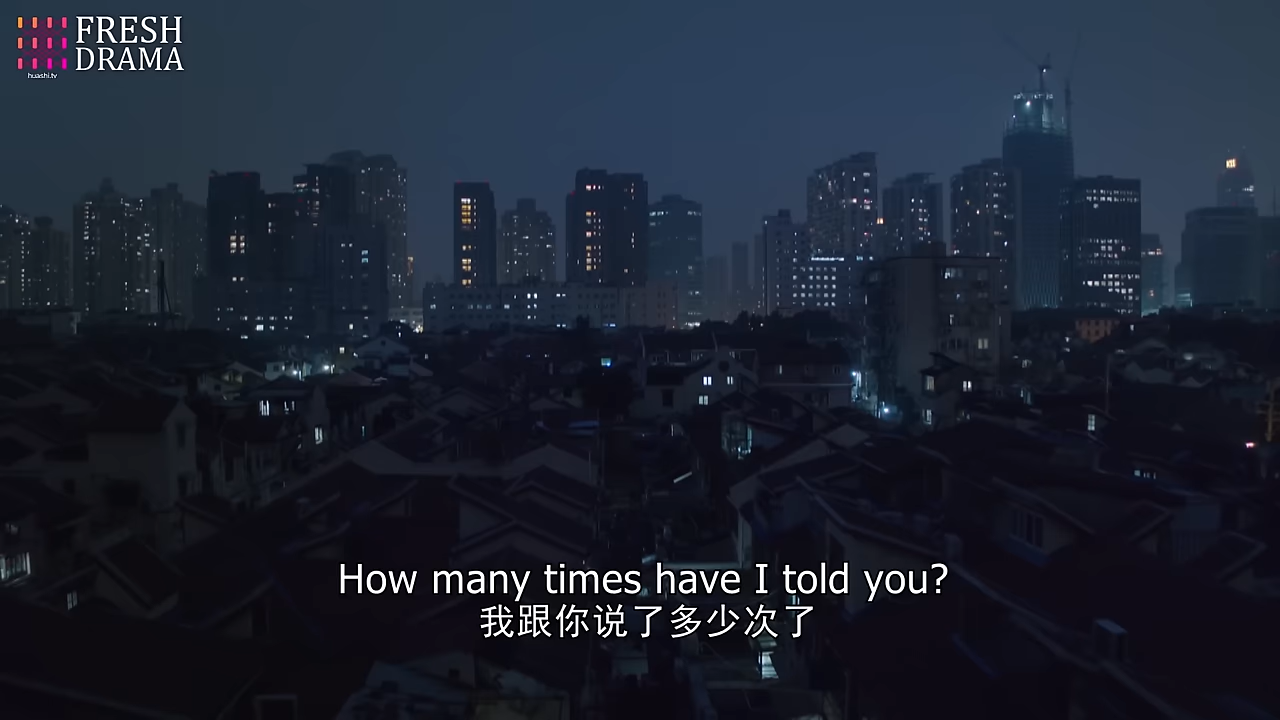 FRESH
DRAMA
huashi.tv
How many times have I told you?
我跟你说了多少次了